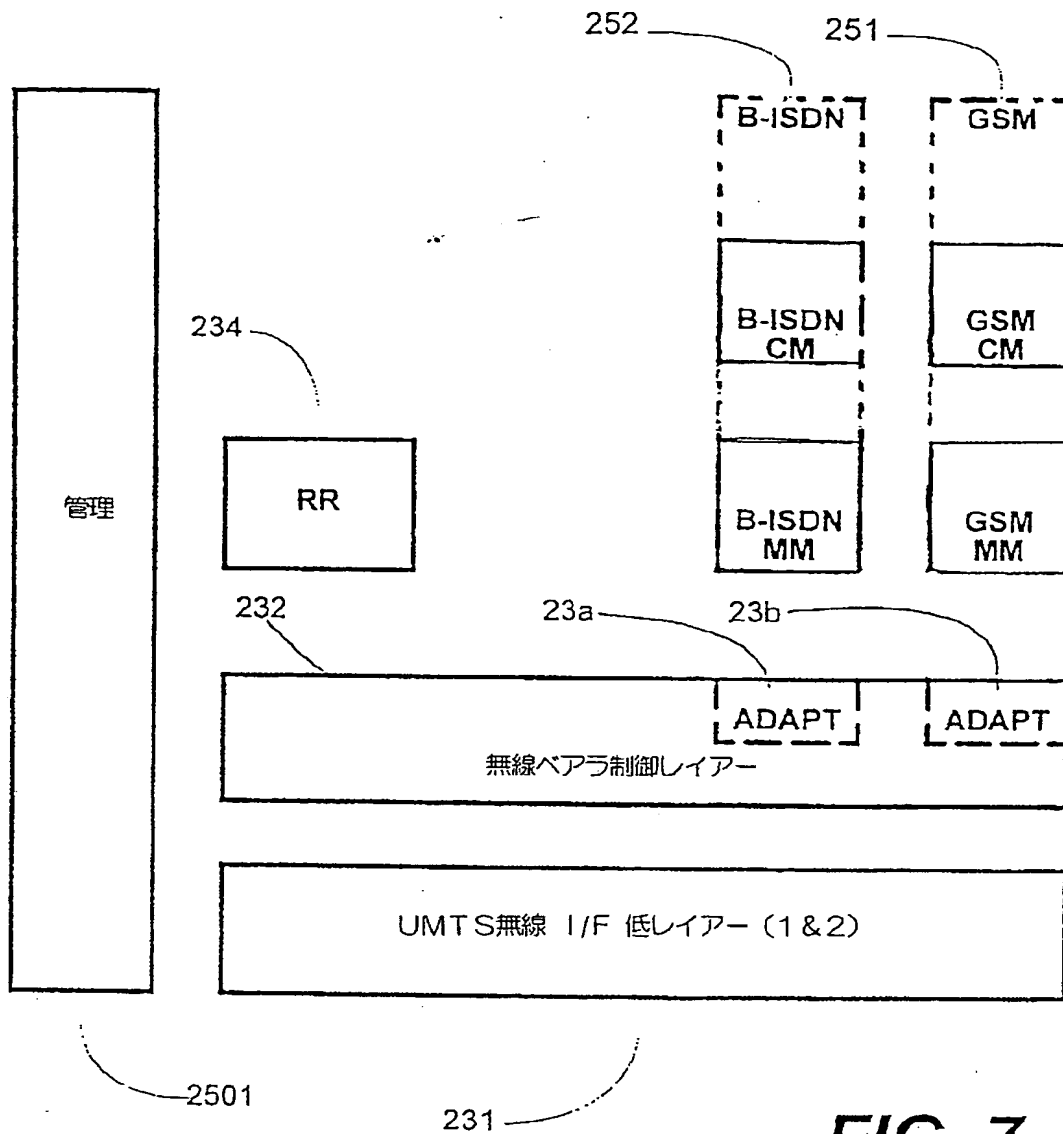 252
251
B-ISDN
GSM
234
B-ISDN
CM
GSM
CM
管理
RR
B-ISDN
MM
GSM
MM
232
23a
23b
ADAPT
ADAPT
無線ベアラ制御レイアー
UMTS無線 I/F 低レイアー (1&2)
2501
231